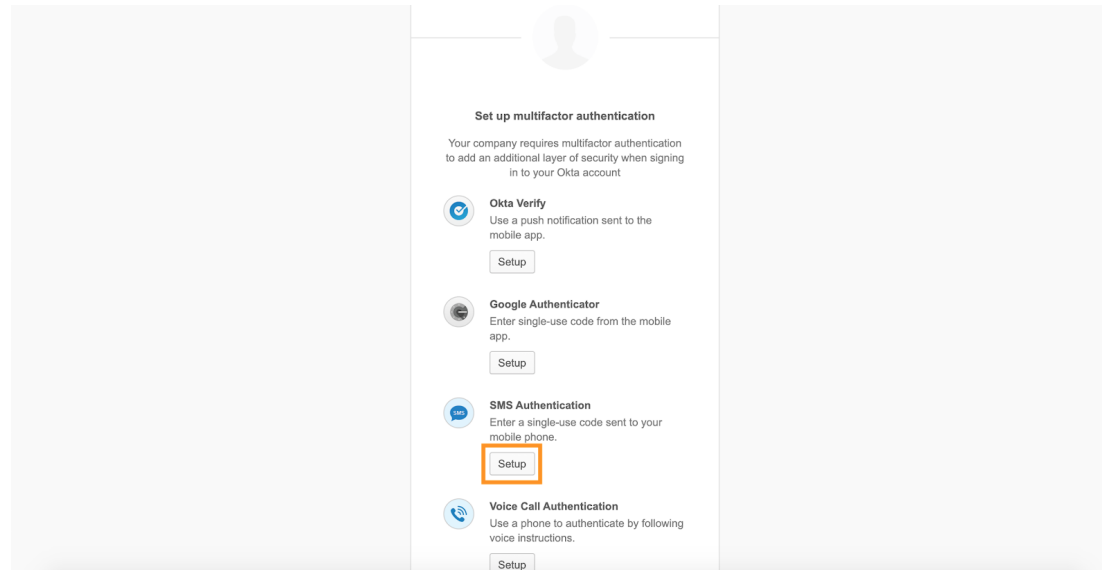 Set up multifactor authentication
Your company requires multifactor authentication
to add an additional layer of security when signing
in to your Okta account
Okta Verify
Use a push notification sent to the
mobile app.
Setup
Google Authenticator
Enter single-use code from the mobile
app.
Setup
SMS Authentication
SMS
Enter a single-use code sent to your
mobile phone.
Setup
Voice Call Authentication
Use a phone to authenticate by following
voice instructions.
Setup